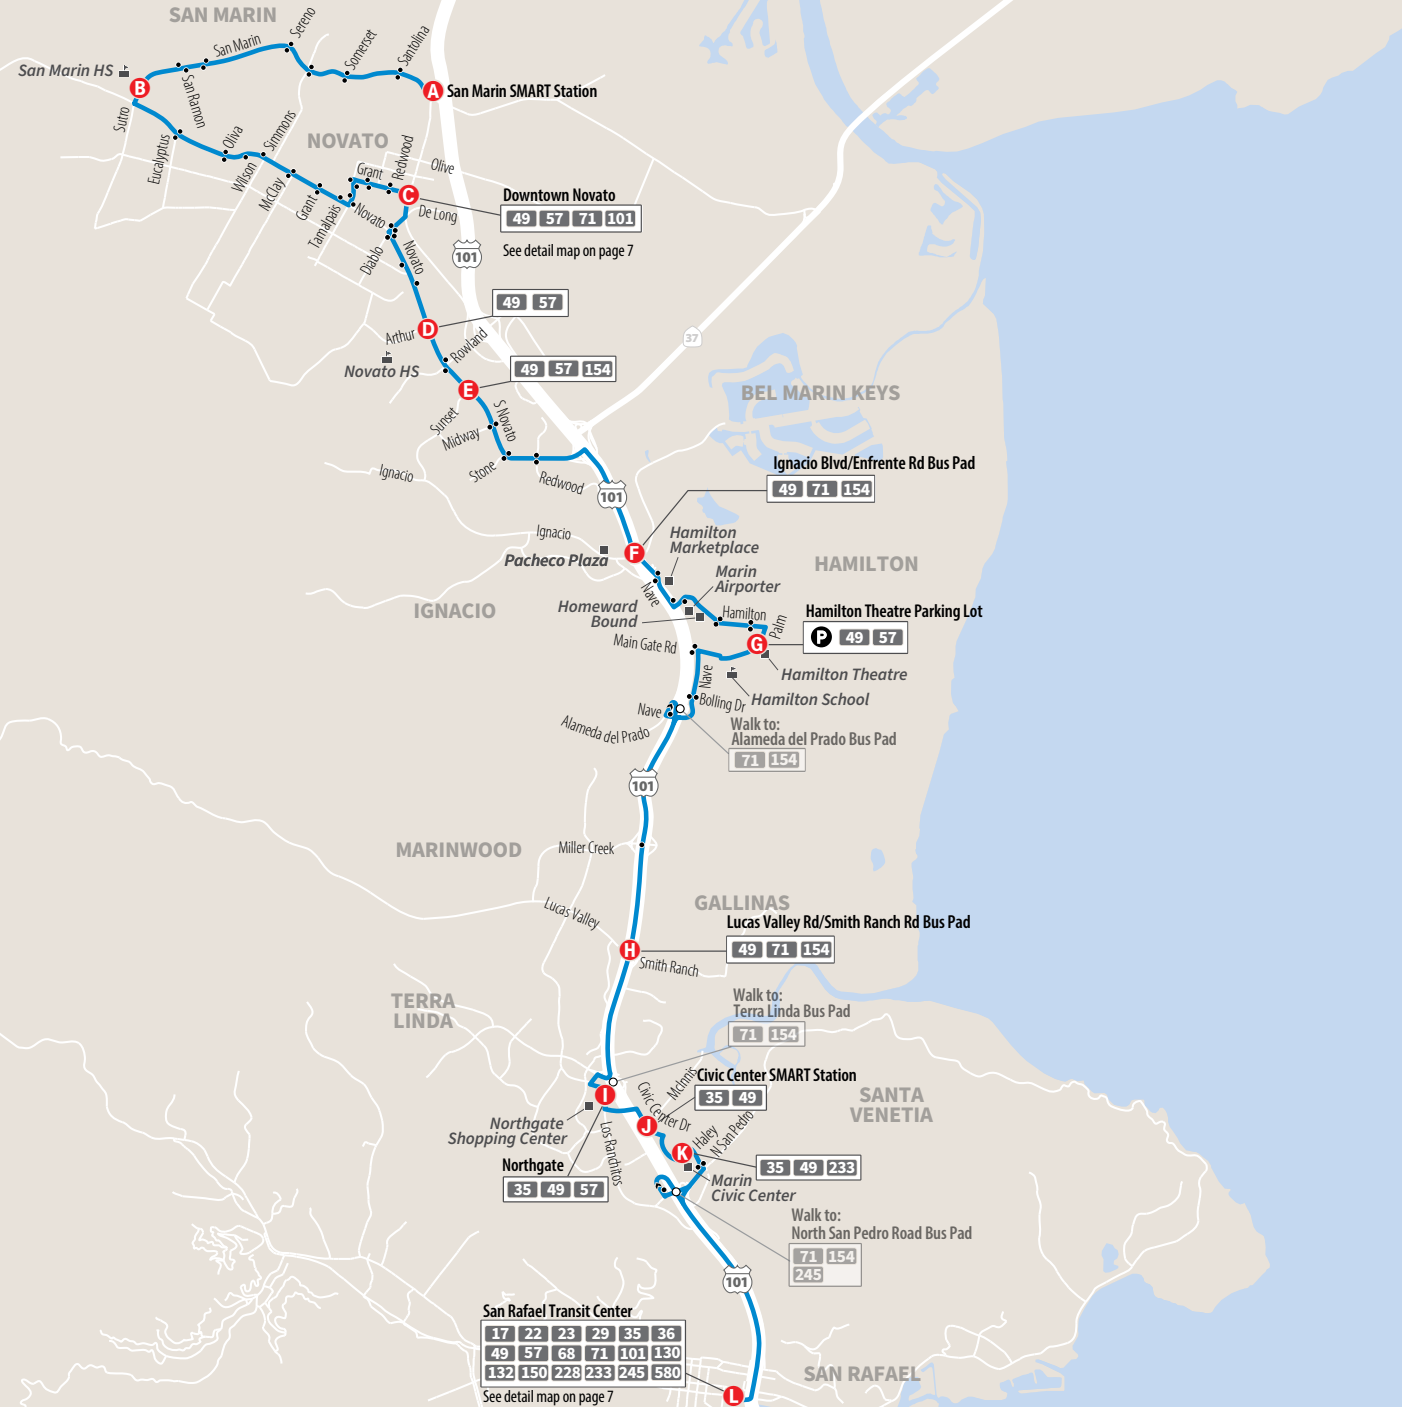 SAN MARIN
Sereno
San Marin
Somerset
Santolina
San Marin HS
B
A
San Marin SMART Station
San Ramon
Sutro
Eucalyptus
Oliva
Wilson
Simmons
NOVATO
McClay
Grant
Tamalpais
Grant
Redwood
Olive
C
De Long
Novato
Diablo
Novato
101
Downtown Novato
49 57 71 101
See detail map on page 7
49 57
Arthur
D
Rowland
Novato HS
37
49 57 154
E
Sunset
S Novato
Midway
Stone
Redwood
Ignacio
BEL MARIN KEYS
101
Ignacio Blvd/Enfrente Rd Bus Pad
49 71 154
Ignacio
Pacheco Plaza
F
Hamilton
Marketplace
HAMILTON
Marin
Airporter
Nave
IGNACIO
Homeward
Bound
Hamilton
Palm
Hamilton Theatre Parking Lot
P 49 57
Main Gate Rd
G
Hamilton Theatre
Nave
Hamilton School
Bolling Dr
Nave
Alameda del Prado
Walk to:
Alameda del Prado Bus Pad
71 154
101
MARINWOOD
Miller Creek
GALLINAS
Lucas Valley
Lucas Valley Rd/Smith Ranch Rd Bus Pad
H
49 71 154
Smith Ranch
TERRA
LINDA
Walk to:
Terra Linda Bus Pad
71 154
McInnis
Civic Center SMART Station
35 49
I
Civic Center Dr
SANTA
VENETIA
Northgate
Shopping Center
J
Los Ranchitos
Haley
N San Pedro
K
Northgate
35 49 57
35 49 233
Marin
Civic Center
Walk to:
North San Pedro Road Bus Pad
71 154
245
101
San Rafael Transit Center
17 22 23 29 35 36
49 57 68 71 101 130
132 150 228 233 245 580
See detail map on page 7
L
SAN RAFAEL